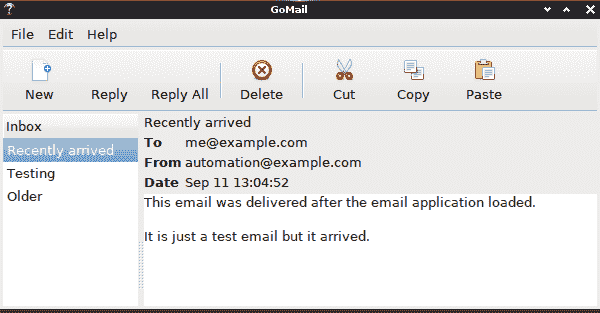 GoMail
File Edit Help
New Reply Reply All Delete Cut Copy Paste
Inbox
Recently arrived
Testing
Older
Recently arrived
To me@example.com
From automation@example.com
Date Sep 11 13:04:52
This email was delivered after the email application loaded.
It is just a test email but it arrived.